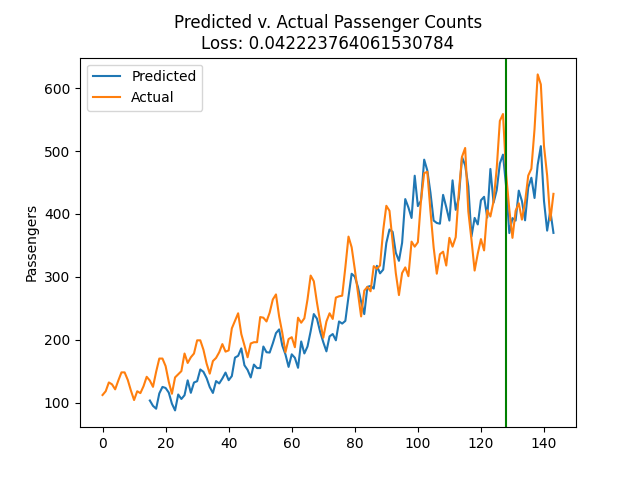 Predicted v. Actual Passenger Counts
Loss: 0.042223764061530784
Predicted
Actual
Passengers
600
500
400
300
200
100
0 20 40 60 80 100 120 140